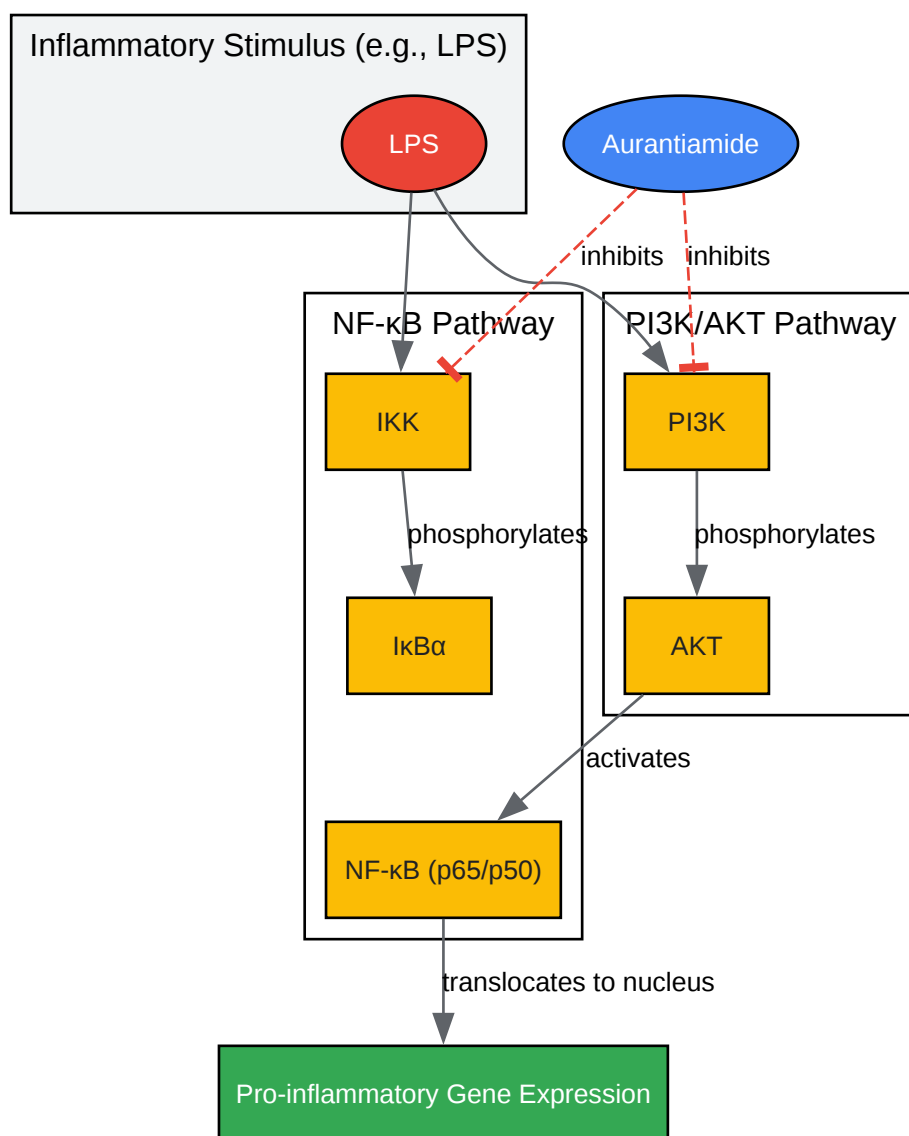 Inflammatory Stimulus (e.g., LPS)
LPS
Aurantiamide
inhibits
inhibits
NF-κB Pathway
PI3K/AKT Pathway
IKK
PI3K
phosphorylates
phosphorylates
IκBα
AKT
activates
NF-κB (p65/p50)
translocates to nucleus
Pro-inflammatory Gene Expression